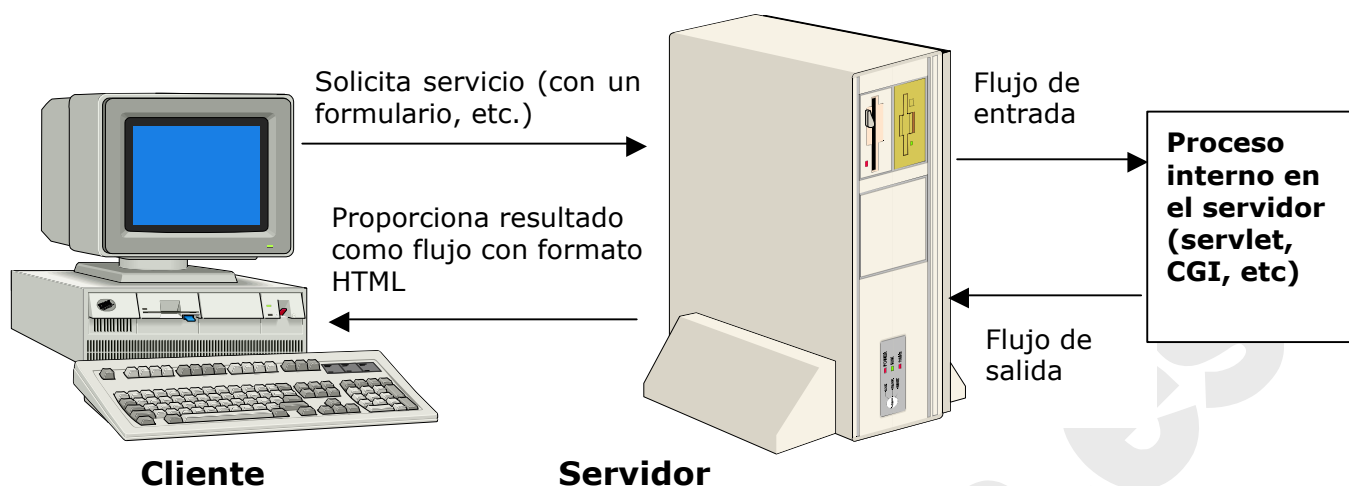 Solicita servicio (con un
formulario, etc.)
Proporciona resultado
como flujo con formato
HTML
Flujo de
entrada
Proceso
interno en
el servidor
(servlet,
CGI, etc)
Flujo de
salida
Cliente
Servidor